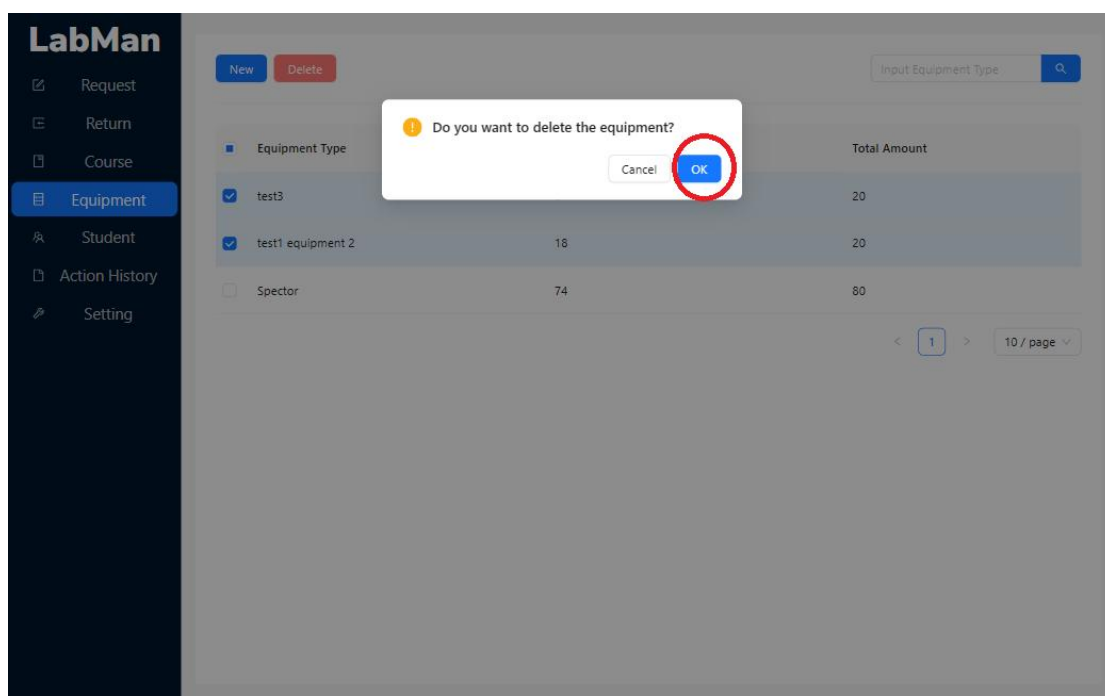 LabMan
Request
Return
Course
Equipment
Student
Action History
Setting
New Delete Input Equipment Type
Do you want to delete the equipment?
Cancel OK
Equipment Type Total Amount
test3 20
test1 equipment 2 18 20
Spector 74 80
< 1 > 10 / page